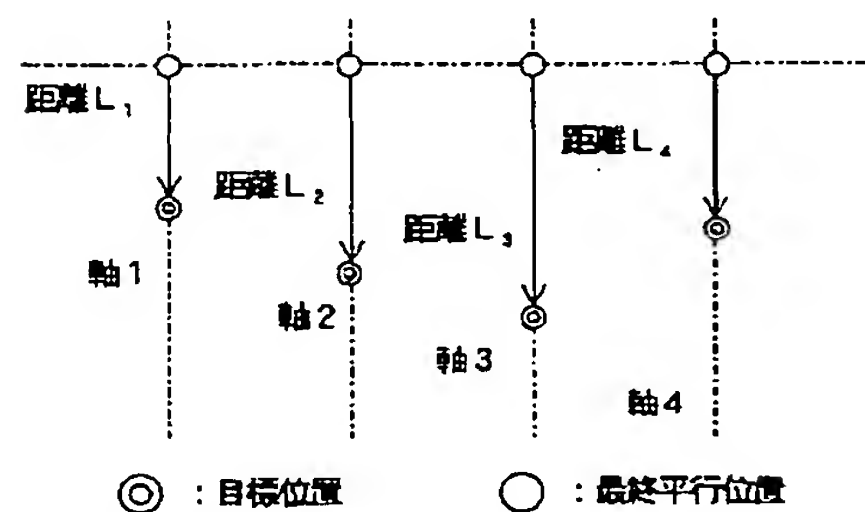 距離L₁
距離L₂
距離L₃
距離L₄
軸1
軸2
軸3
軸4
◎ : 目標位置
○ : 最終平行位置